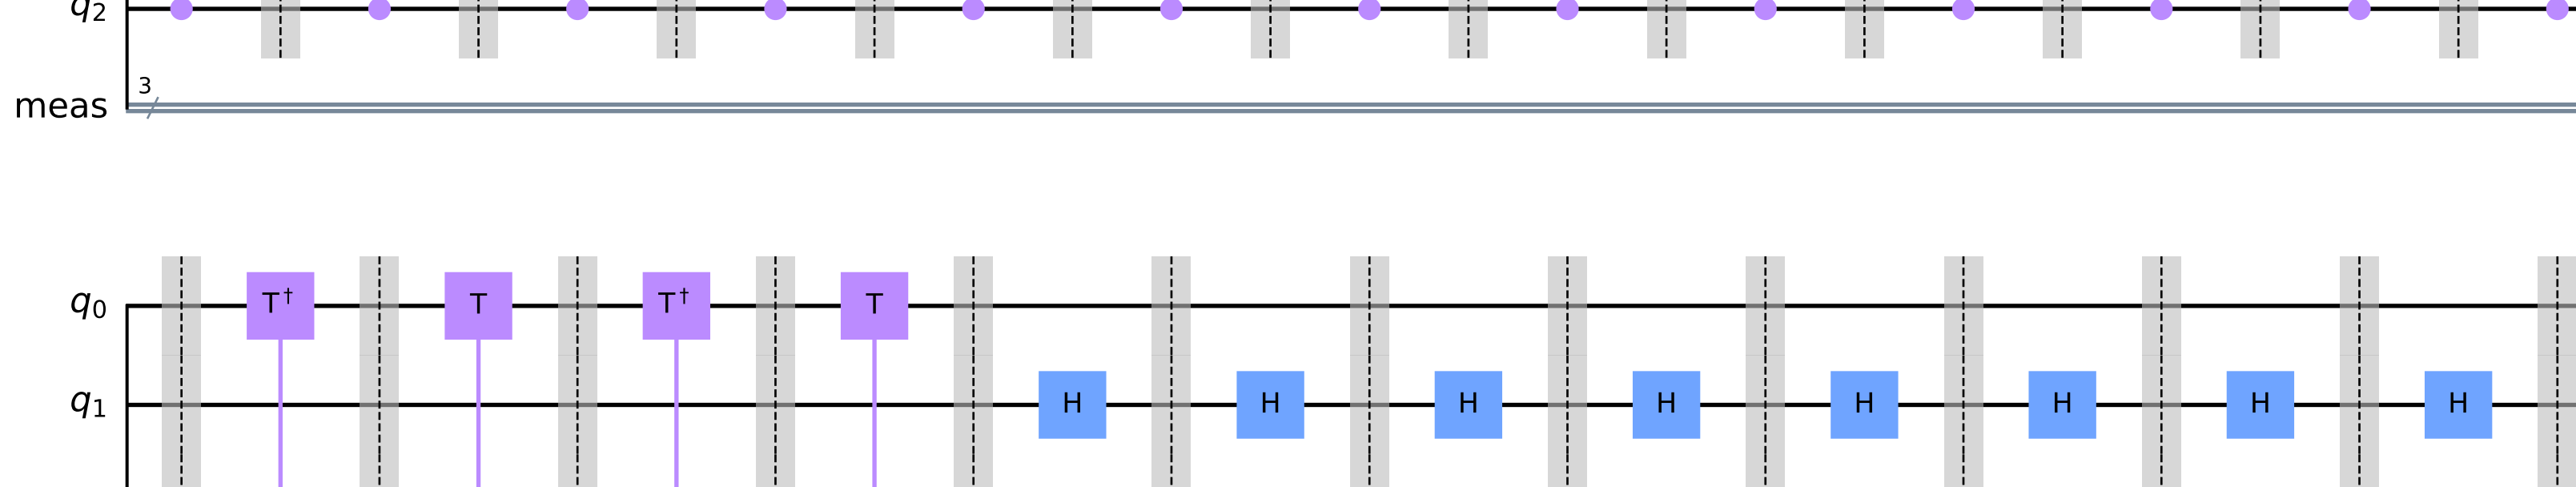 q2
3
meas
q0 T† T T† T
q1 H H H H H H H H